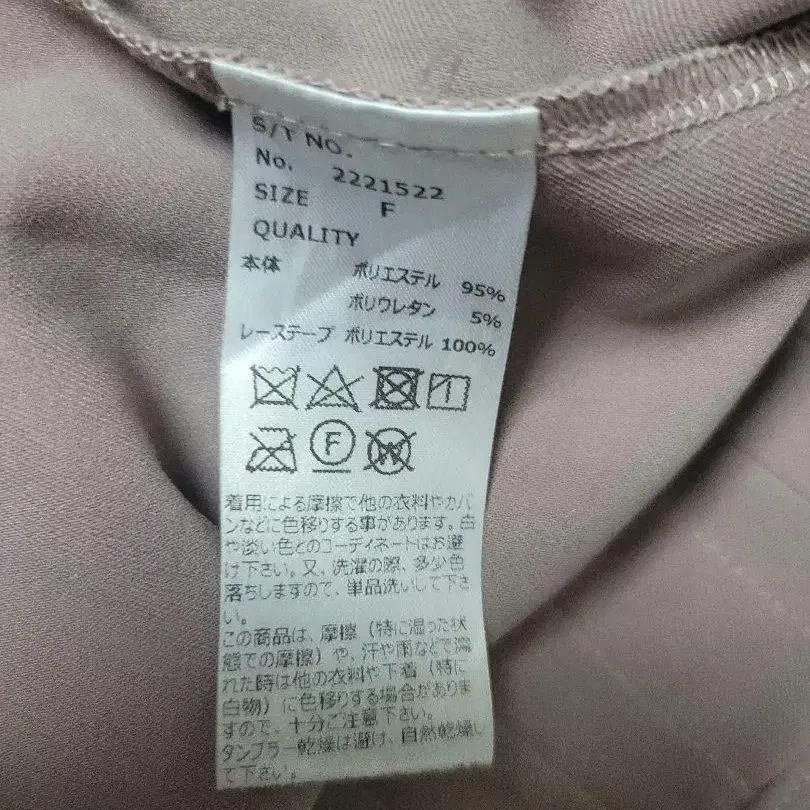 S/T NO.
No. 2221522
SIZE F
QUALITY
本体 ポリエステル 95%
ポリウレタン 5%
レーステープ ポリエステル 100%
F W
着用による摩擦で他の衣料やカバ
ンなどに色移りする事があります。白
や淡い色とのコーディネートはお避
け下さい。又、洗濯の際、多少色
落ちしますので、単品洗いして下さ
い。
この商品は、摩擦（特に湿った状
態での摩擦）や、汗や雨などで濡
れた時は他の衣料や下着（特に
白物）に色移りする場合がありま
すので、十分ご注意下さい。
タンブラー乾燥は避け、自然乾燥し
て下さい。